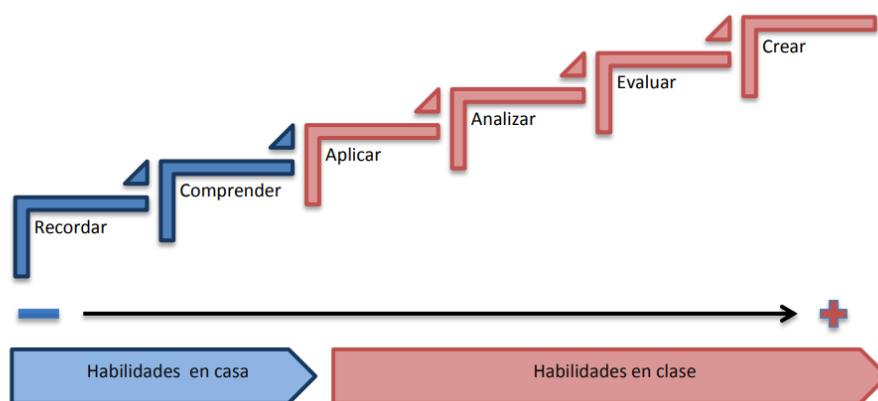 Crear
Evaluar
Analizar
Aplicar
Comprender
Recordar
Habilidades en casa
Habilidades en clase